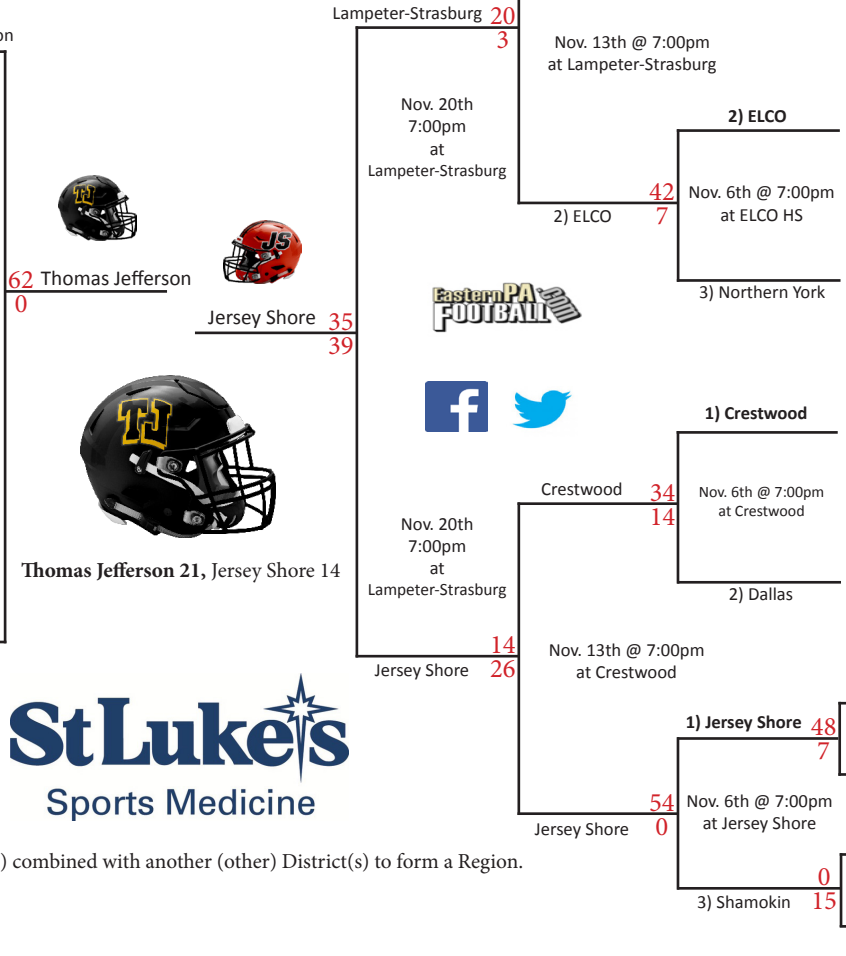 on
Lampeter-Strasburg 20
3
Nov. 13th @ 7:00pm
at Lampeter-Strasburg
Nov. 20th
7:00pm
at
Lampeter-Strasburg
2) ELCO
42
7
2) ELCO
Nov. 6th @ 7:00pm
at ELCO HS
3) Northern York
TJ
JS
62 Thomas Jefferson
0
Jersey Shore 35
39
EasternPA
FOOTBALL
.com
f
TJ
Thomas Jefferson 21, Jersey Shore 14
1) Crestwood
Crestwood 34
14
Nov. 6th @ 7:00pm
at Crestwood
2) Dallas
Nov. 20th
7:00pm
at
Lampeter-Strasburg
14
Jersey Shore 26
Nov. 13th @ 7:00pm
at Crestwood
1) Jersey Shore 48
7
54
Jersey Shore 0
Nov. 6th @ 7:00pm
at Jersey Shore
0
3) Shamokin 15
St Luke's
Sports Medicine
) combined with another (other) District(s) to form a Region.